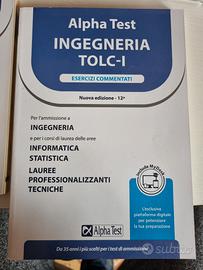 Alpha Test
INGEGNERIA
TOLC-I
ESERCIZI COMMENTATI
Nuova edizione - 12ª
Per l'ammissione a
INGEGNERIA
e per i corsi di laurea delle aree
INFORMATICA
STATISTICA
LAUREE
PROFESSIONALIZZANTI
TECNICHE
L'esclusiva
piattaforma digitale
per potenziare
la tua preparazione
Alpha Test
Da 35 anni i più scelti per i test di ammissione
subito